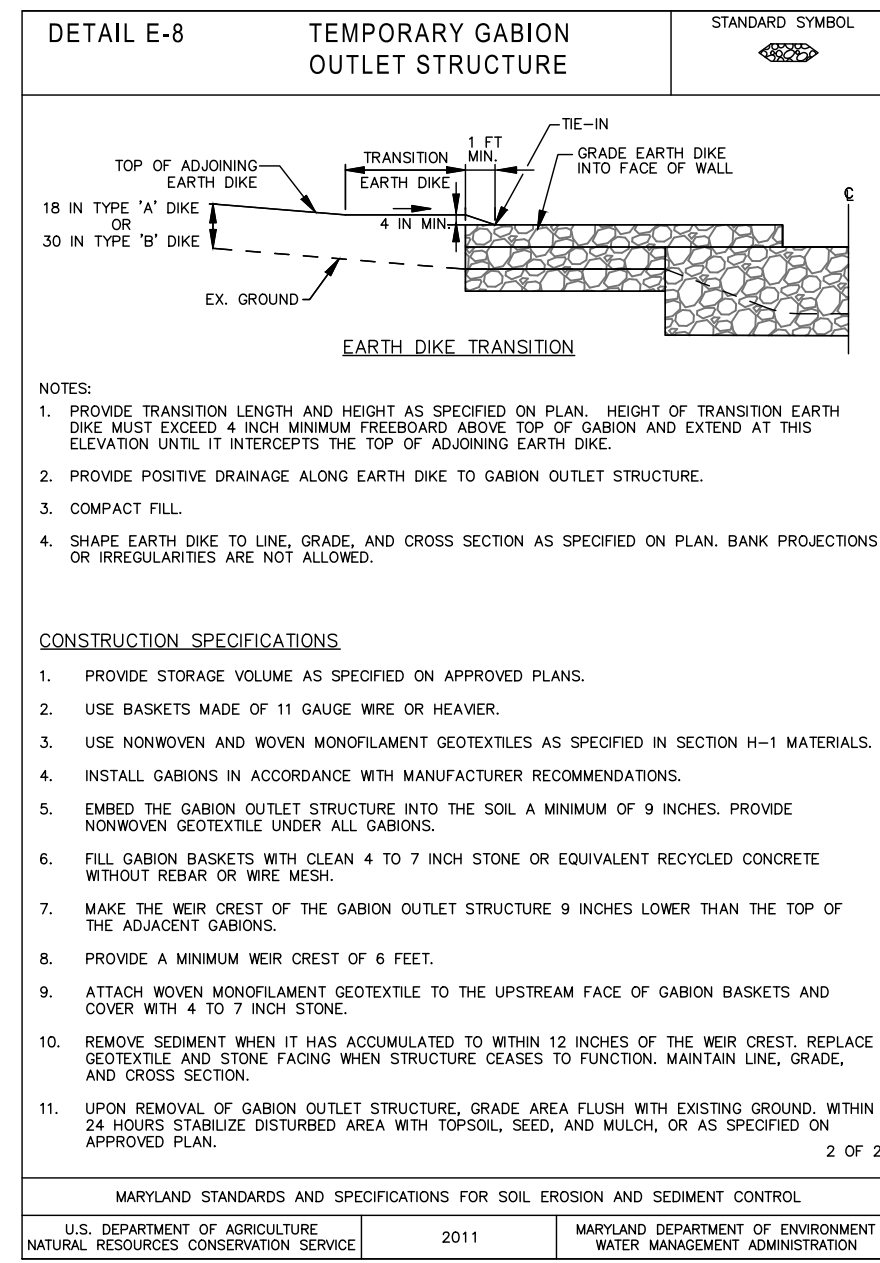 DETAIL E-8
TEMPORARY GABION
OUTLET STRUCTURE
STANDARD SYMBOL
TOP OF ADJOINING
EARTH DIKE
TRANSITION
EARTH DIKE
1 FT
MIN.
TIE-IN
GRADE EARTH DIKE
INTO FACE OF WALL
℄
18 IN TYPE 'A' DIKE
OR
30 IN TYPE 'B' DIKE
4 IN MIN.
EX. GROUND
EARTH DIKE TRANSITION
NOTES:
1. PROVIDE TRANSITION LENGTH AND HEIGHT AS SPECIFIED ON PLAN. HEIGHT OF TRANSITION EARTH
DIKE MUST EXCEED 4 INCH MINIMUM FREEBOARD ABOVE TOP OF GABION AND EXTEND AT THIS
ELEVATION UNTIL IT INTERCEPTS THE TOP OF ADJOINING EARTH DIKE.
2. PROVIDE POSITIVE DRAINAGE ALONG EARTH DIKE TO GABION OUTLET STRUCTURE.
3. COMPACT FILL.
4. SHAPE EARTH DIKE TO LINE, GRADE, AND CROSS SECTION AS SPECIFIED ON PLAN. BANK PROJECTIONS
OR IRREGULARITIES ARE NOT ALLOWED.
CONSTRUCTION SPECIFICATIONS
1. PROVIDE STORAGE VOLUME AS SPECIFIED ON APPROVED PLANS.
2. USE BASKETS MADE OF 11 GAUGE WIRE OR HEAVIER.
3. USE NONWOVEN AND WOVEN MONOFILAMENT GEOTEXTILES AS SPECIFIED IN SECTION H-1 MATERIALS.
4. INSTALL GABIONS IN ACCORDANCE WITH MANUFACTURER RECOMMENDATIONS.
5. EMBED THE GABION OUTLET STRUCTURE INTO THE SOIL A MINIMUM OF 9 INCHES. PROVIDE
NONWOVEN GEOTEXTILE UNDER ALL GABIONS.
6. FILL GABION BASKETS WITH CLEAN 4 TO 7 INCH STONE OR EQUIVALENT RECYCLED CONCRETE
WITHOUT REBAR OR WIRE MESH.
7. MAKE THE WEIR CREST OF THE GABION OUTLET STRUCTURE 9 INCHES LOWER THAN THE TOP OF
THE ADJACENT GABIONS.
8. PROVIDE A MINIMUM WEIR CREST OF 6 FEET.
9. ATTACH WOVEN MONOFILAMENT GEOTEXTILE TO THE UPSTREAM FACE OF GABION BASKETS AND
COVER WITH 4 TO 7 INCH STONE.
10. REMOVE SEDIMENT WHEN IT HAS ACCUMULATED TO WITHIN 12 INCHES OF THE WEIR CREST. REPLACE
GEOTEXTILE AND STONE FACING WHEN STRUCTURE CEASES TO FUNCTION. MAINTAIN LINE, GRADE,
AND CROSS SECTION.
11. UPON REMOVAL OF GABION OUTLET STRUCTURE, GRADE AREA FLUSH WITH EXISTING GROUND. WITHIN
24 HOURS STABILIZE DISTURBED AREA WITH TOPSOIL, SEED, AND MULCH, OR AS SPECIFIED ON
APPROVED PLAN.
2 OF 2
MARYLAND STANDARDS AND SPECIFICATIONS FOR SOIL EROSION AND SEDIMENT CONTROL
U.S. DEPARTMENT OF AGRICULTURE
NATURAL RESOURCES CONSERVATION SERVICE
2011
MARYLAND DEPARTMENT OF ENVIRONMENT
WATER MANAGEMENT ADMINISTRATION